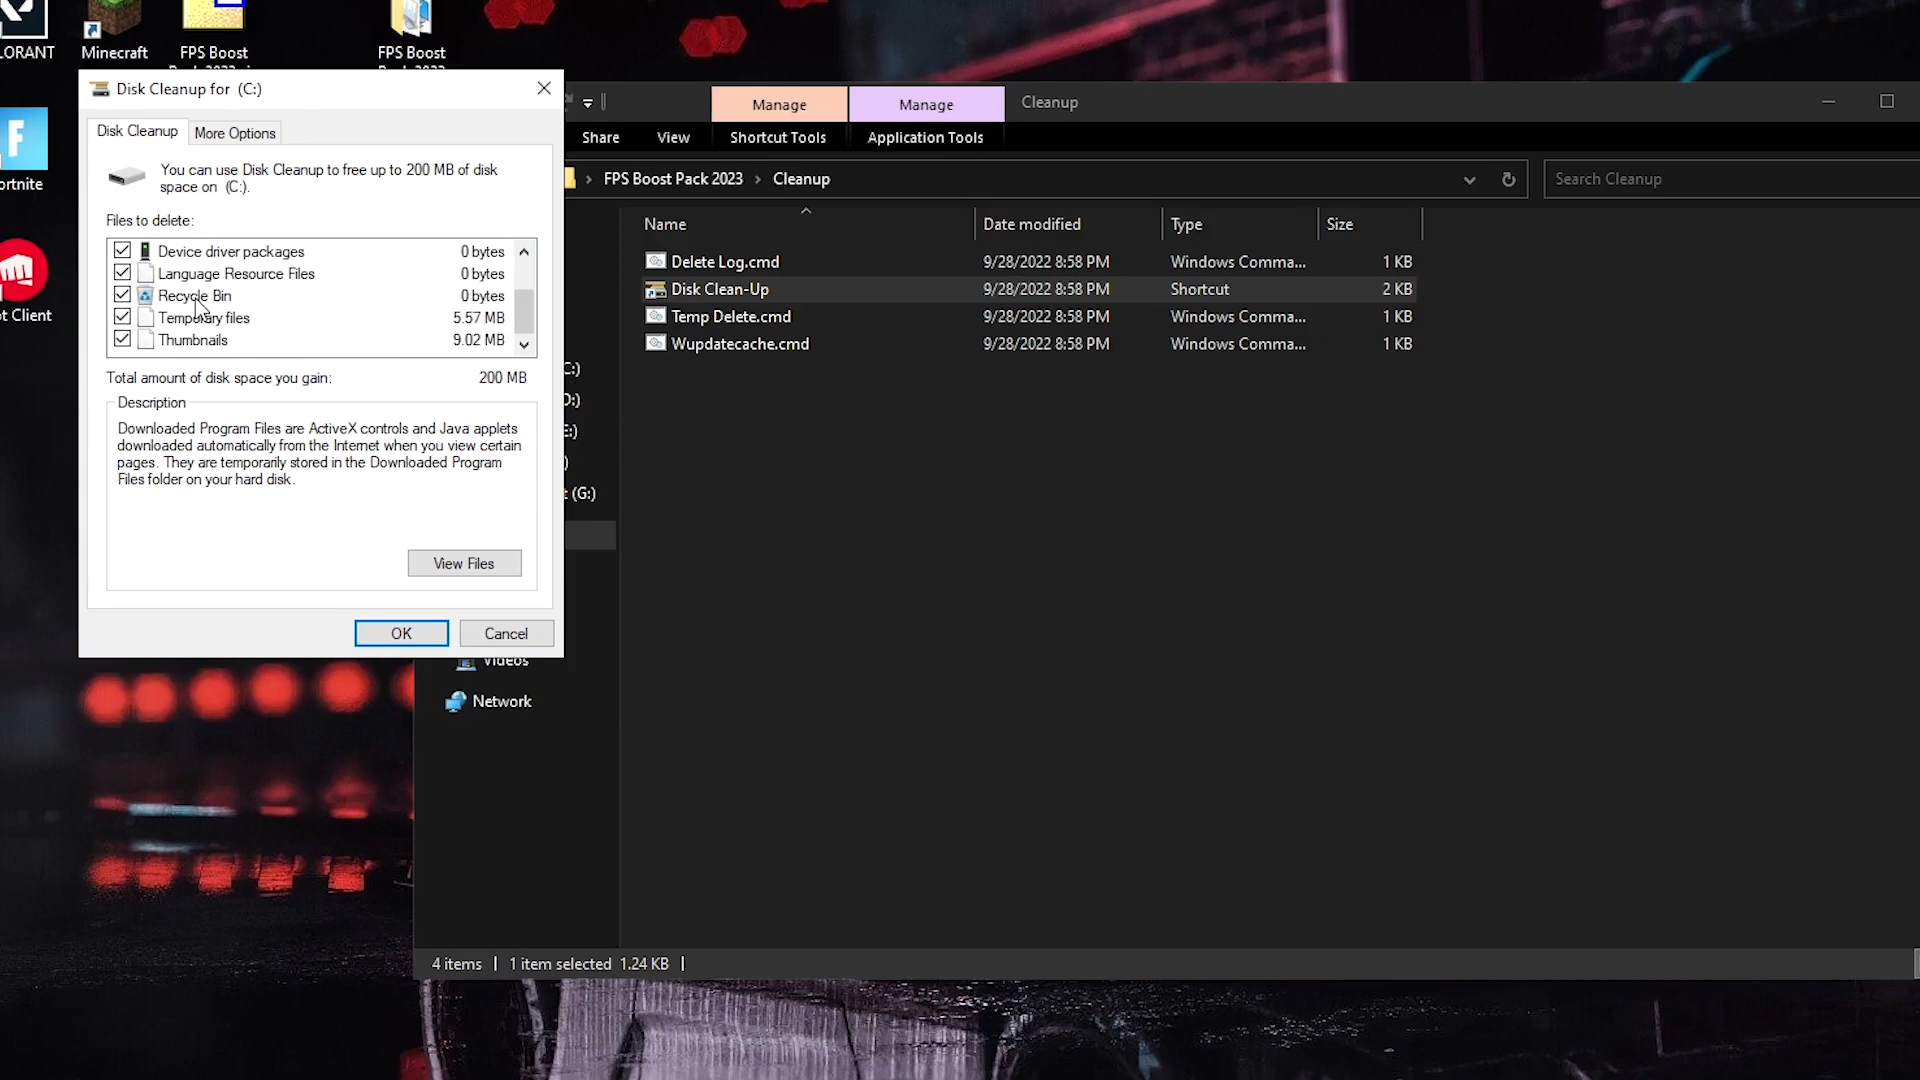 LORANT
Minecraft
FPS Boost
FPS Boost
ortnite
ot Client
Disk Cleanup for (C:)
Disk Cleanup
More Options
You can use Disk Cleanup to free up to 200 MB of disk
space on (C:).
Files to delete:
Device driver packages 0 bytes
Language Resource Files 0 bytes
Recycle Bin 0 bytes
Temporary files 5.57 MB
Thumbnails 9.02 MB
Total amount of disk space you gain: 200 MB
Description
Downloaded Program Files are ActiveX controls and Java applets
downloaded automatically from the Internet when you view certain
pages. They are temporarily stored in the Downloaded Program
Files folder on your hard disk.
View Files
OK
Cancel
Manage
Manage
Cleanup
Share
View
Shortcut Tools
Application Tools
FPS Boost Pack 2023 > Cleanup
Search Cleanup
Name Date modified Type Size
Delete Log.cmd 9/28/2022 8:58 PM Windows Comma... 1 KB
Disk Clean-Up 9/28/2022 8:58 PM Shortcut 2 KB
Temp Delete.cmd 9/28/2022 8:58 PM Windows Comma... 1 KB
Wupdatecache.cmd 9/28/2022 8:58 PM Windows Comma... 1 KB
C:)
D:)
E:)
)
t (G:)
Videos
Network
4 items | 1 item selected 1.24 KB |